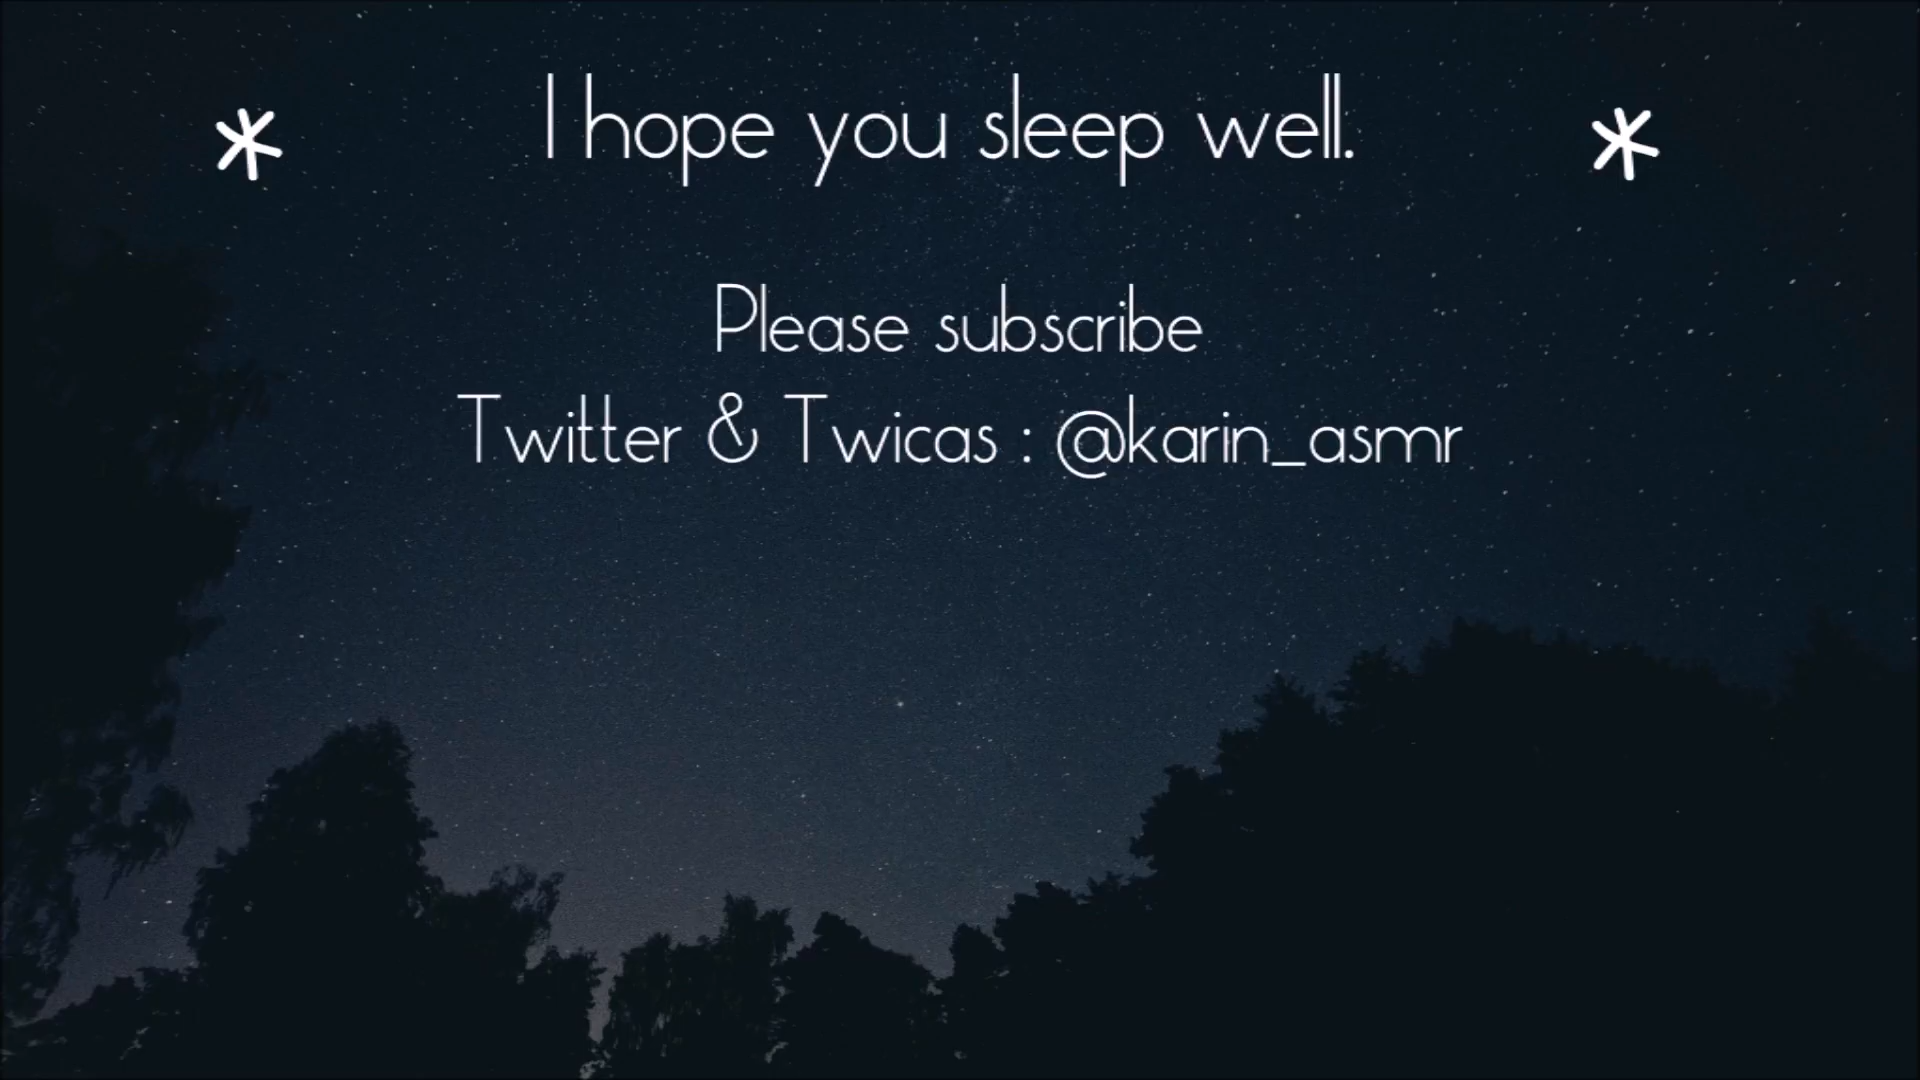 * I hope you sleep well. *
Please subscribe
Twitter & Twicas : @karin_asmr